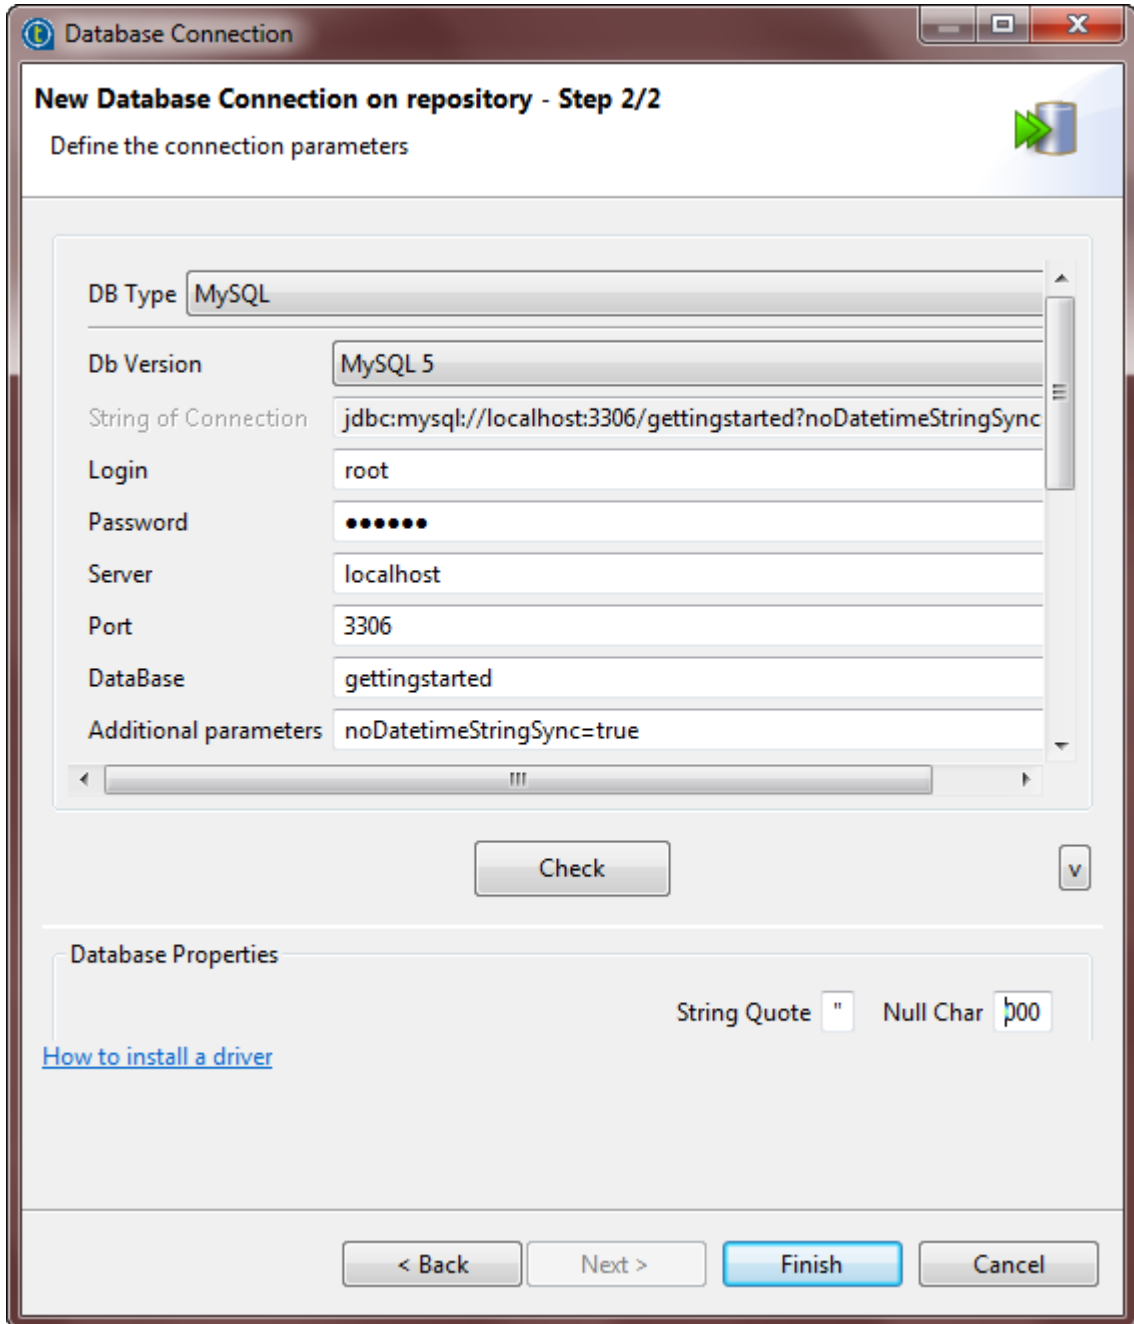 Database Connection
New Database Connection on repository - Step 2/2
Define the connection parameters
DB Type MySQL
Db Version MySQL 5
String of Connection jdbc:mysql://localhost:3306/gettingstarted?noDatetimeStringSync
Login root
Password ●●●●●●
Server localhost
Port 3306
DataBase gettingstarted
Additional parameters noDatetimeStringSync=true
Check v
Database Properties
String Quote " Null Char 000
How to install a driver
< Back Next > Finish Cancel